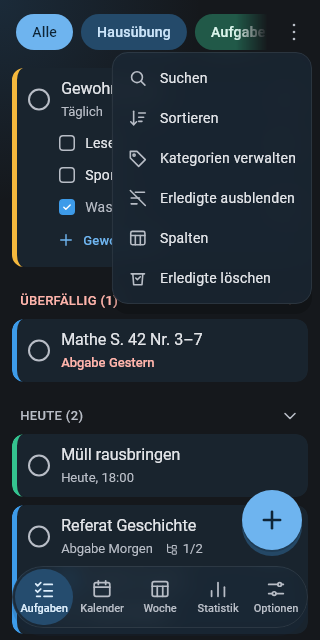 Alle
Hausübung
Aufgabe
Suchen
Sortieren
Kategorien verwalten
Erledigte ausblenden
Spalten
Erledigte löschen
Täglich
ÜBERFÄLLIG (1)
Mathe S. 42 Nr. 3–7
Abgabe Gestern
HEUTE (2)
Müll rausbringen
Heute, 18:00
Referat Geschichte
Abgabe Morgen 1/2
Aufgaben
Kalender
Woche
Statistik
Optionen